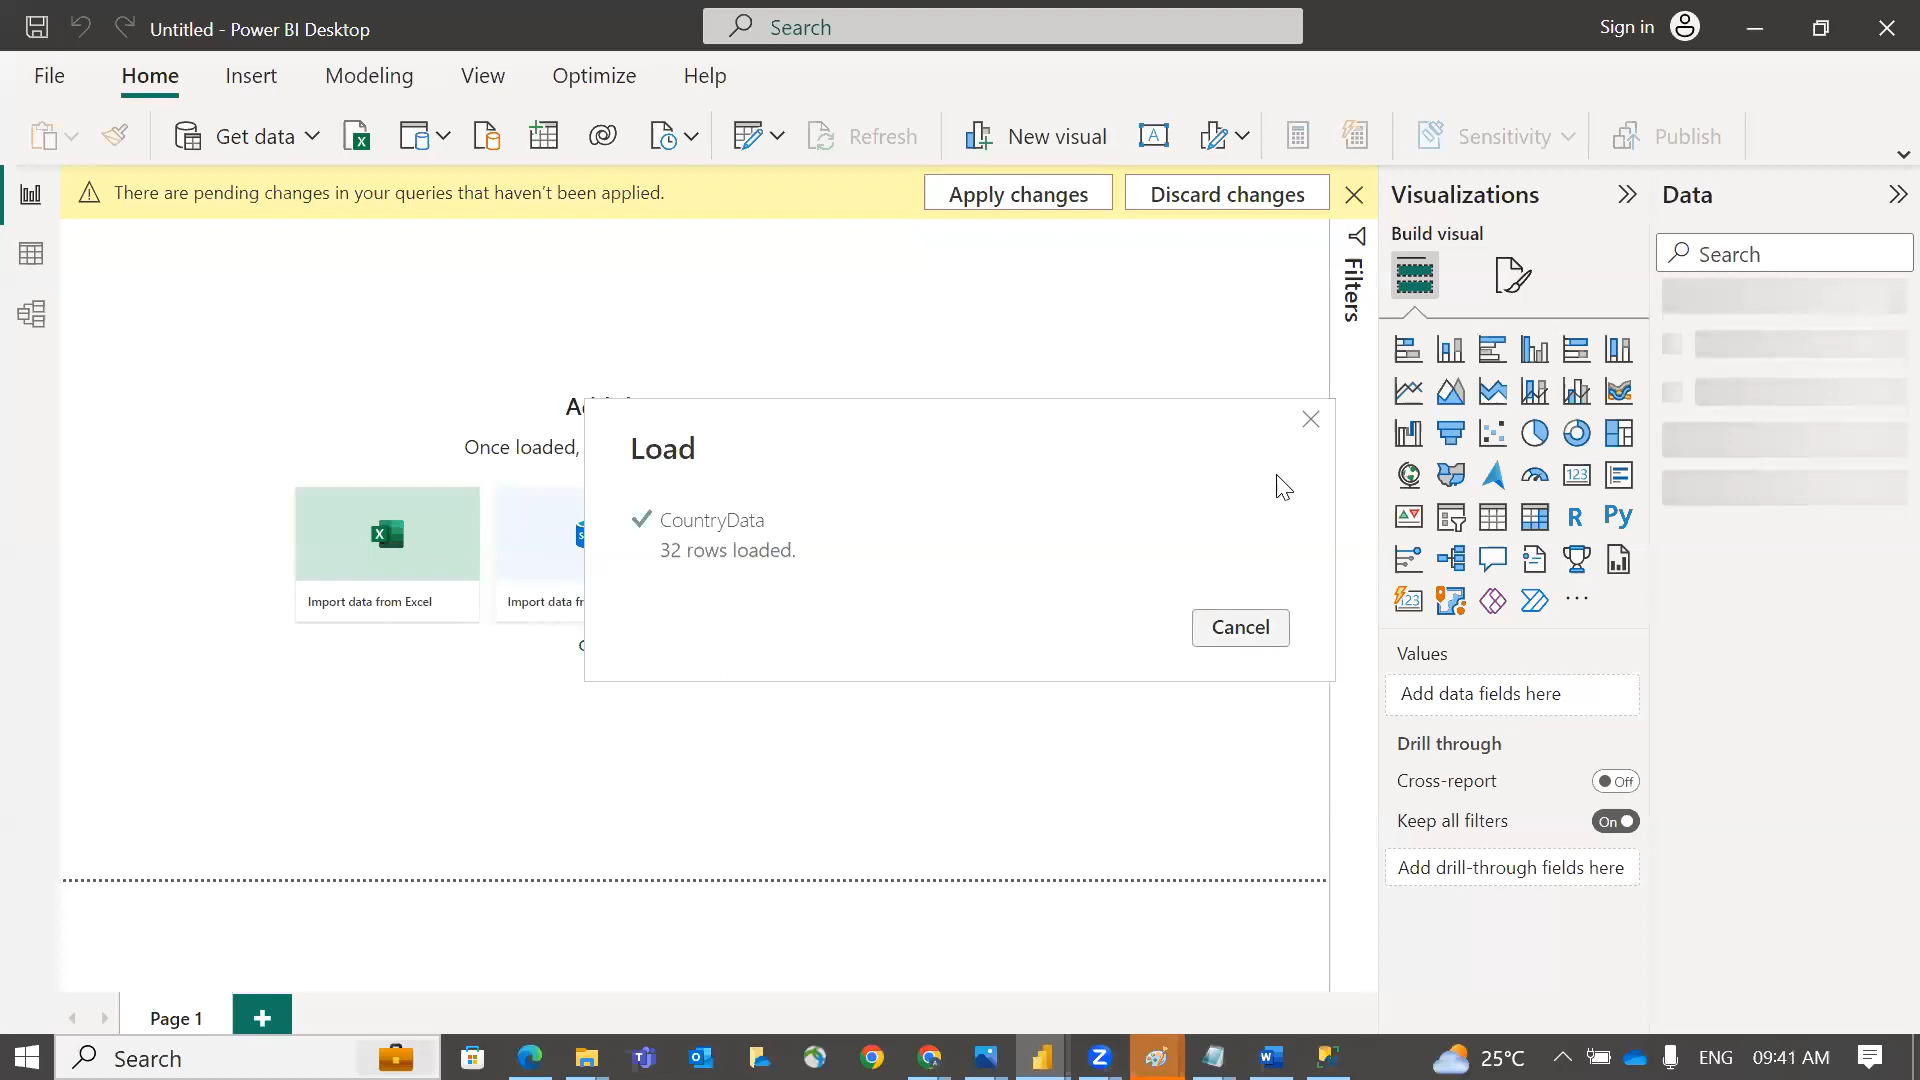 Untitled - Power BI Desktop
Search
Sign in
File Home Insert Modeling View Optimize Help
Get data
Refresh
New visual
A
Sensitivity
Publish
There are pending changes in your queries that haven't been applied.
Apply changes
Discard changes
Filters
Once loaded,
Import data from Excel
Import data
Load
CountryData
32 rows loaded.
Cancel
Visualizations
Build visual
123
R
Py
123
Values
Add data fields here
Drill through
Cross-report
Off
Keep all filters
On
Add drill-through fields here
Data
Search
Page 1
Search
25°C
ENG
09:41 AM